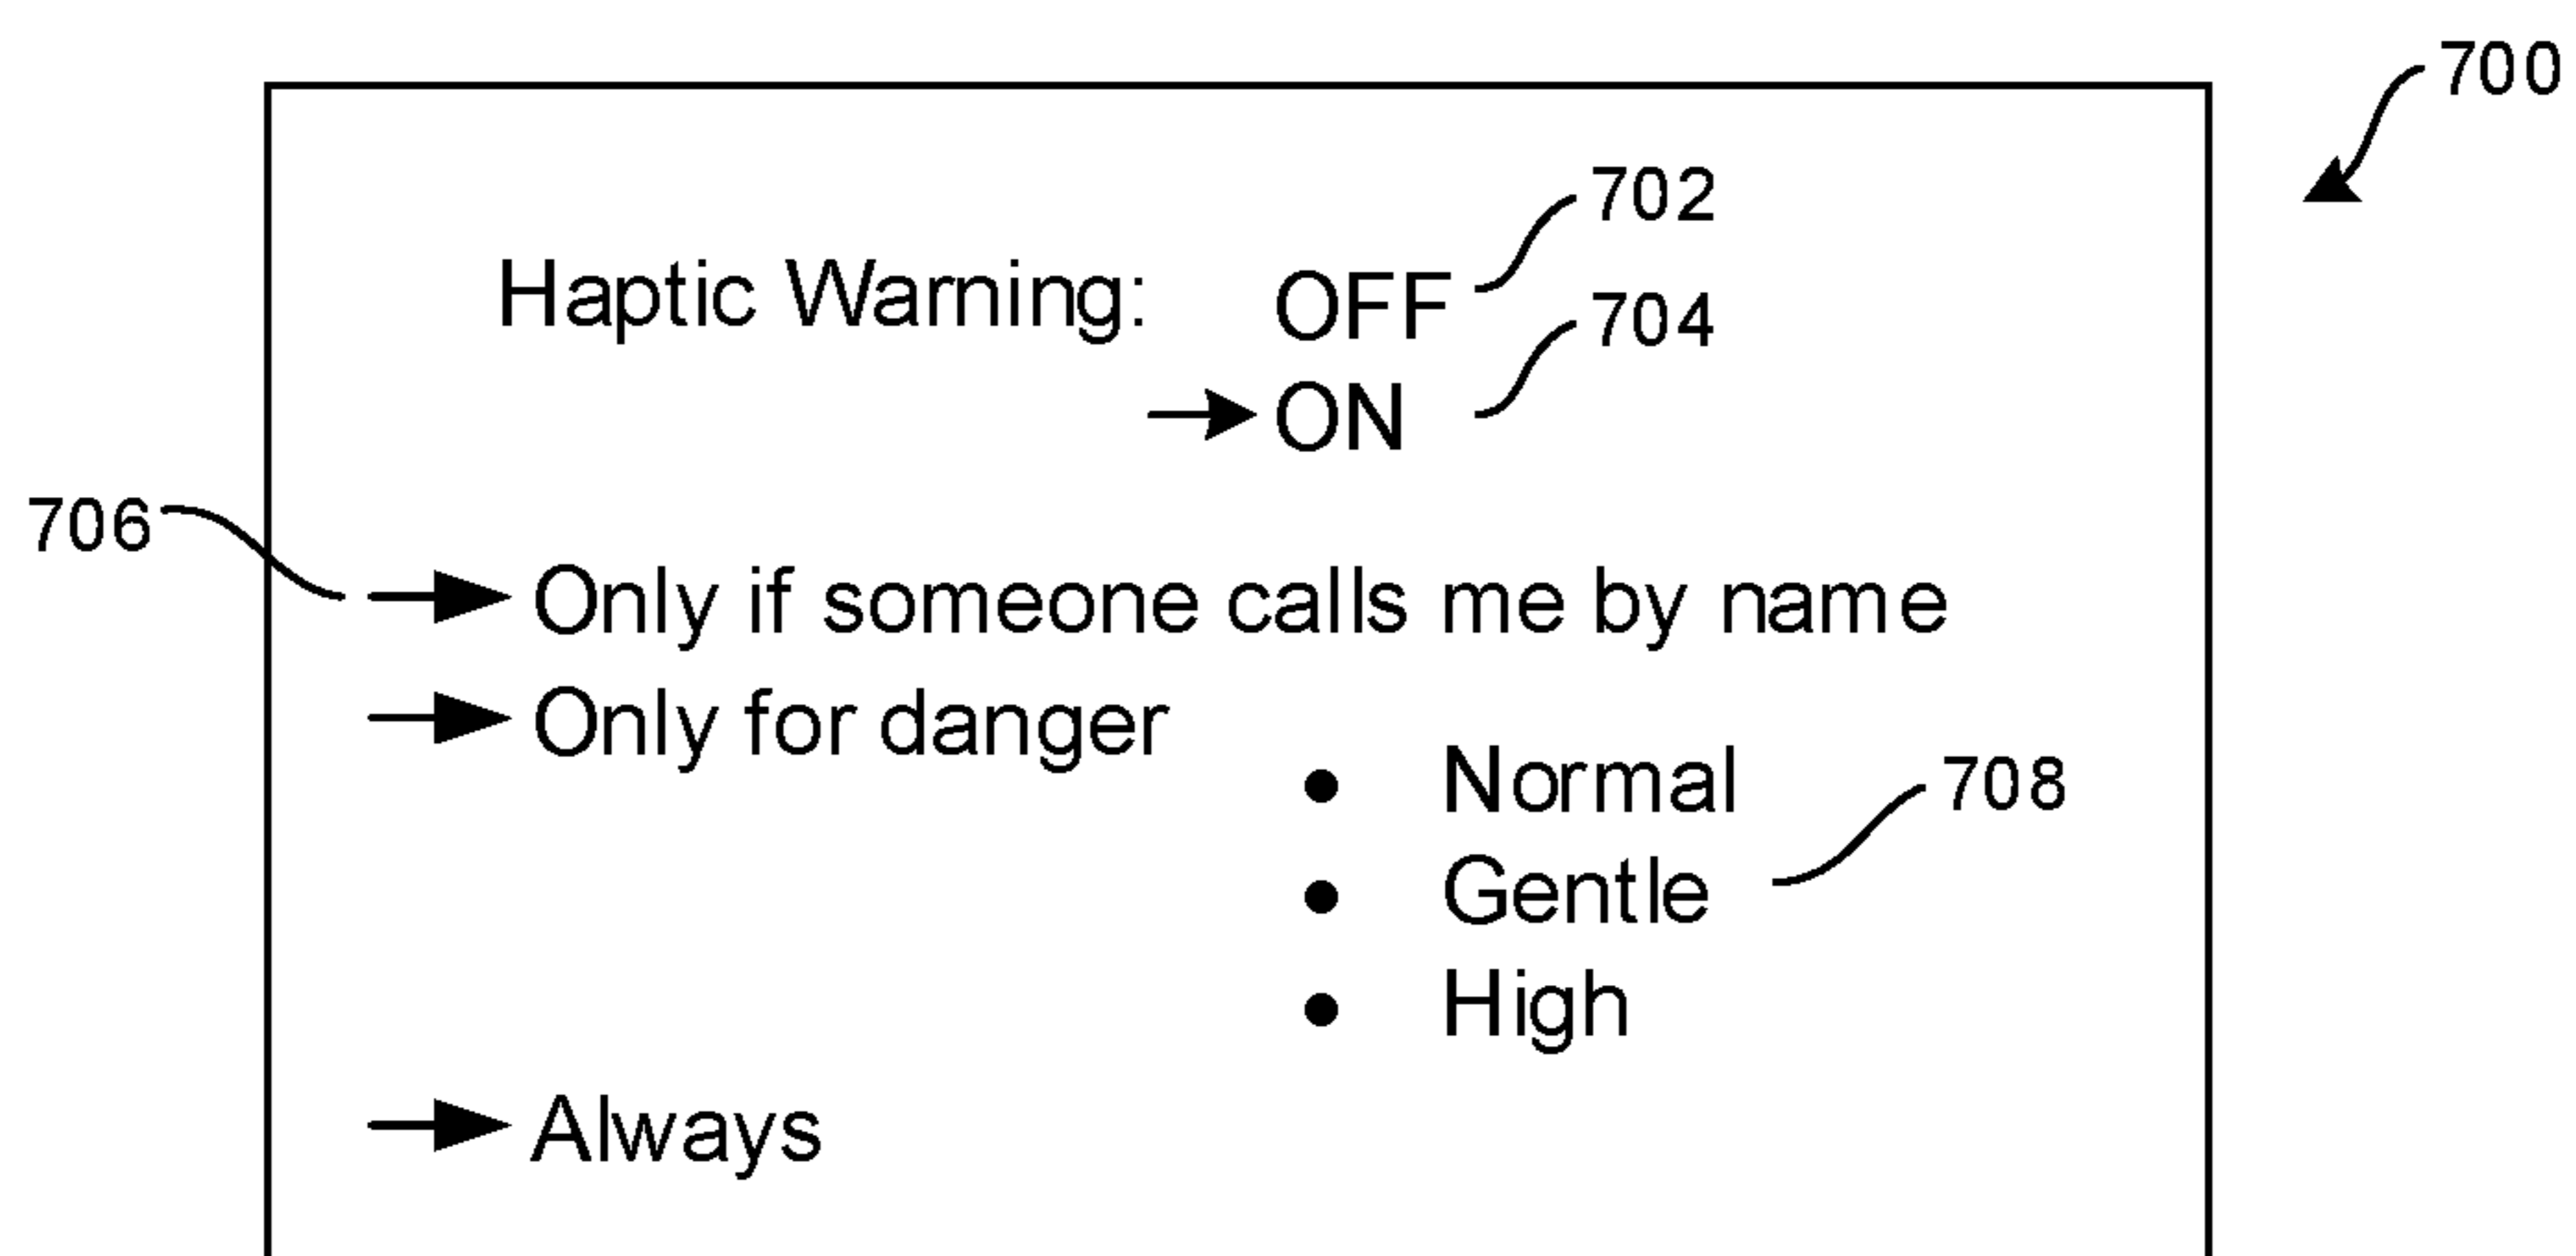 700
Haptic Warning: OFF 702
ON 704
706 Only if someone calls me by name
Only for danger
• Normal 708
• Gentle
• High
Always